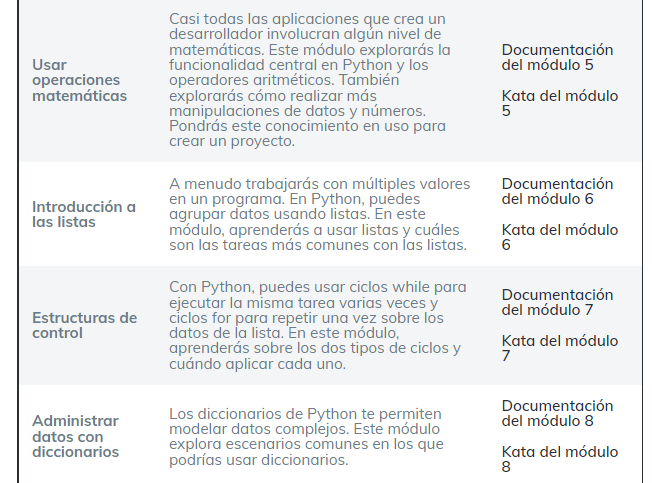 Usar
operaciones
matemáticas
Casi todas las aplicaciones que crea un
desarrollador involucran algún nivel de
matemáticas. Este módulo explorarás la
funcionalidad central en Python y los
operadores aritméticos. También
explorarás cómo realizar más
manipulaciones de datos y números.
Pondrás este conocimiento en uso para
crear un proyecto.
Documentación
del módulo 5
Kata del módulo
5
Introducción a
las listas
A menudo trabajarás con múltiples valores
en un programa. En Python, puedes
agrupar datos usando listas. En este
módulo, aprenderás a usar listas y cuáles
son las tareas más comunes con las listas.
Documentación
del módulo 6
Kata del módulo
6
Estructuras de
control
Con Python, puedes usar ciclos while para
ejecutar la misma tarea varias veces y
ciclos for para repetir una vez sobre los
datos de la lista. En este módulo,
aprenderás sobre los dos tipos de ciclos y
cuándo aplicar cada uno.
Documentación
del módulo 7
Kata del módulo
7
Administrar
datos con
diccionarios
Los diccionarios de Python te permiten
modelar datos complejos. Este módulo
explora escenarios comunes en los que
podrías usar diccionarios.
Documentación
del módulo 8
Kata del módulo
8